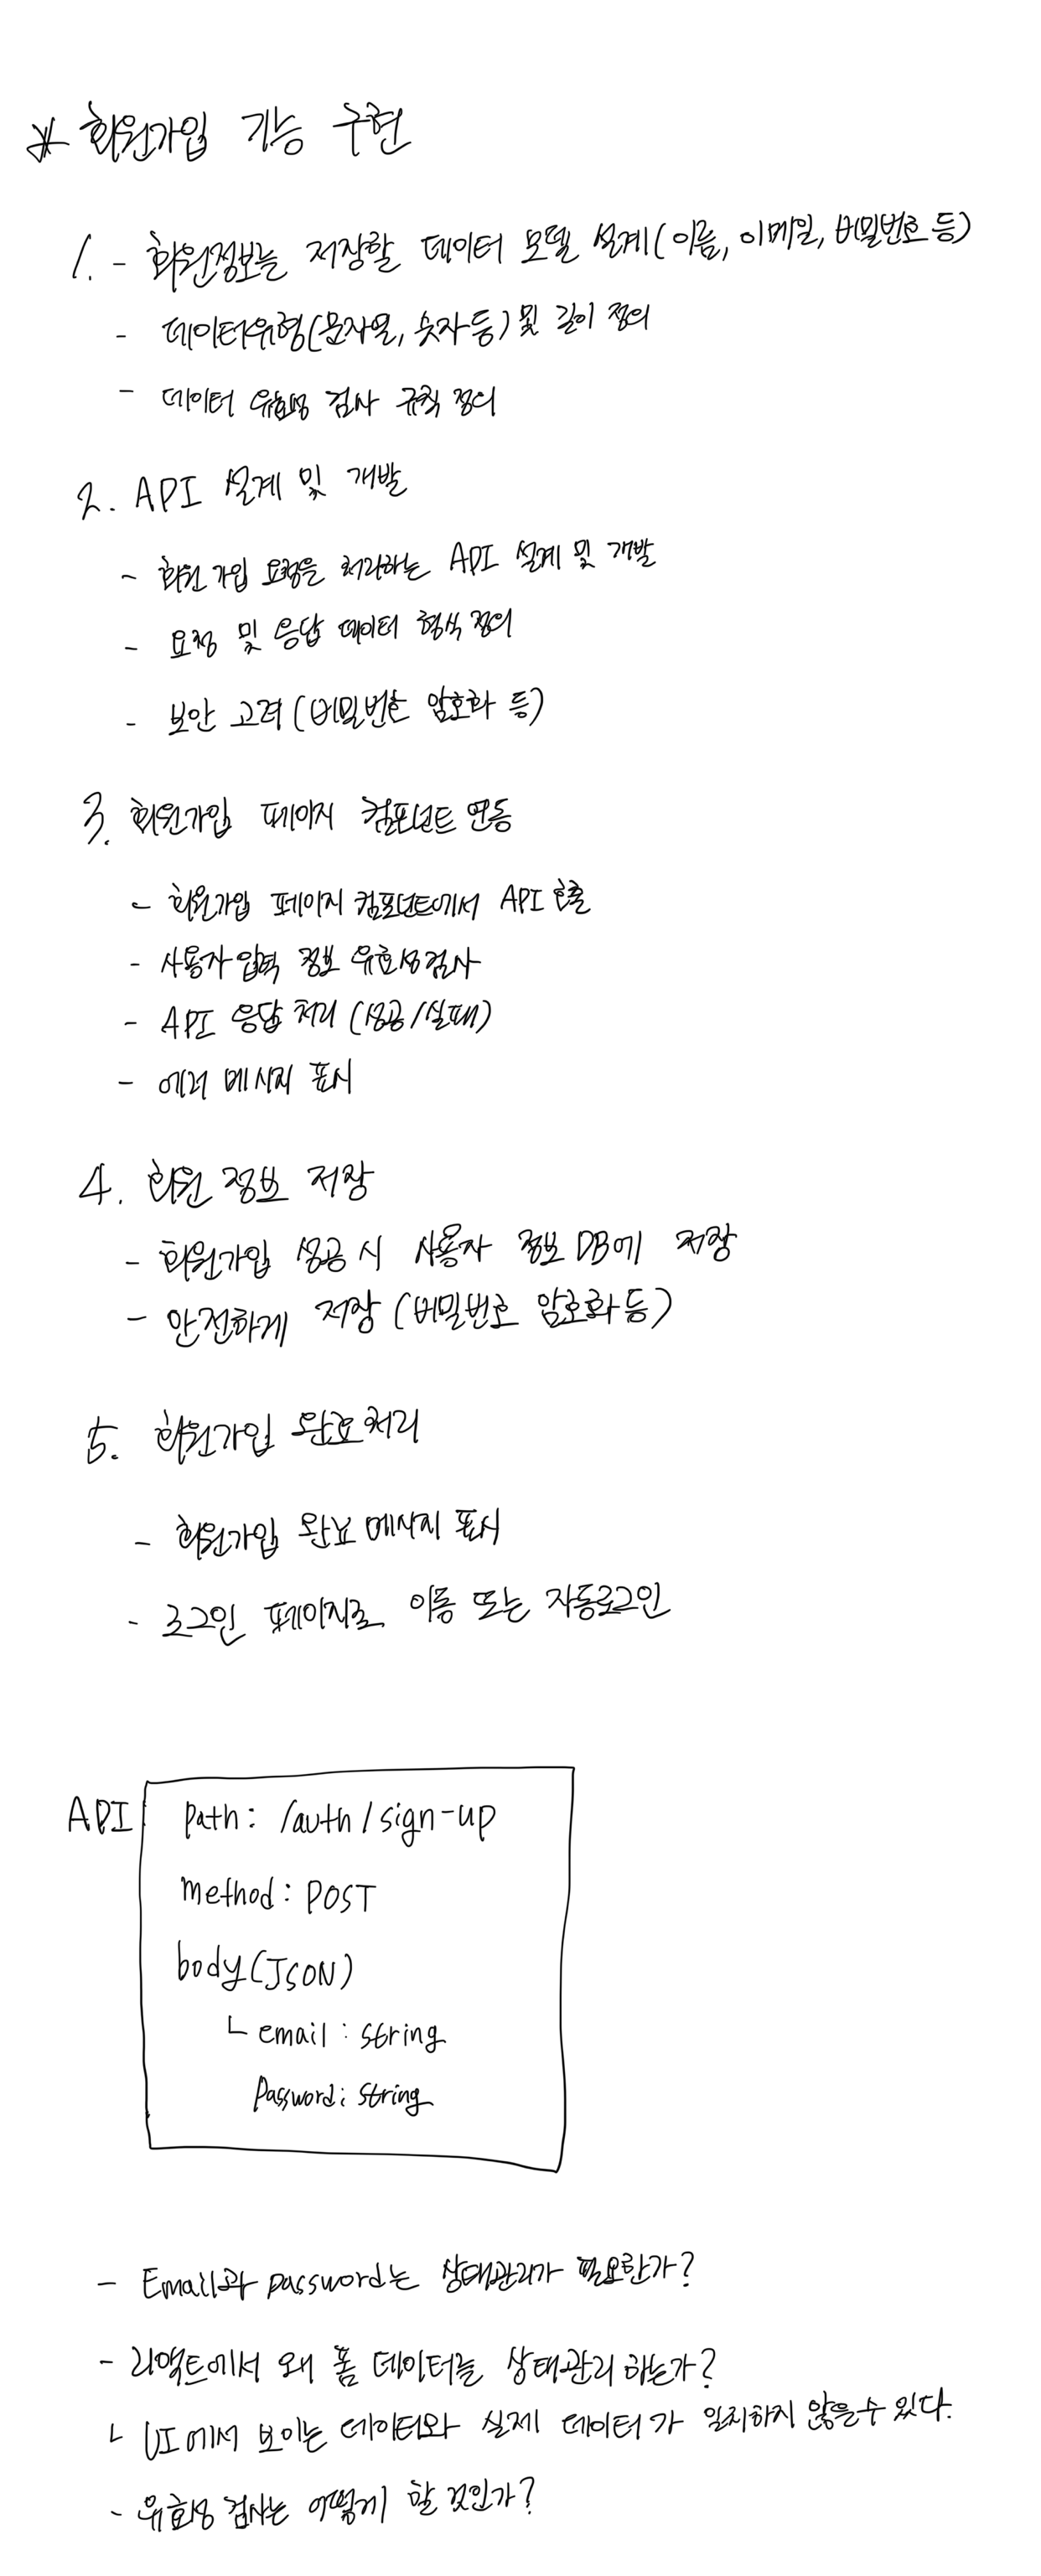 * 회원가입 기능 구현
1. - 회원정보를 저장할 데이터 모델 설계(이름, 이메일, 비밀번호 등)
- 데이터유형(문자열, 숫자 등) 및 길이 정의
- 데이터 유효성 검사 규칙 정의
2. API 설계 및 개발
- 회원 가입 요청을 처리하는 API 설계 및 개발
- 요청 및 응답 데이터 형식 정의
- 보안 고려 (비밀번호 암호화 등)
3. 회원가입 페이지 컴포넌트 연동
- 회원가입 페이지 컴포넌트에서 API 호출
- 사용자 입력 정보 유효성 검사
- API 응답 처리 (성공/실패)
- 에러 메시지 표시
4. 회원 정보 저장
- 회원가입 성공 시 사용자 정보 DB에 저장
- 안전하게 저장 (비밀번호 암호화 등)
5. 회원가입 완료 처리
- 회원가입 완료 메시지 표시
- 로그인 페이지로 이동 또는 자동로그인
API
path: /auth/sign-up
method: POST
body(JSON)
└ email: string
password: string
- Email과 password는 상태관리가 필요한가?
- 리액트에서 왜 폼 데이터를 상태관리 하는가?
└ UI에서 보이는 데이터와 실제 데이터가 일치하지 않을 수 있다.
- 유효성 검사는 어떻게 할 것인가?